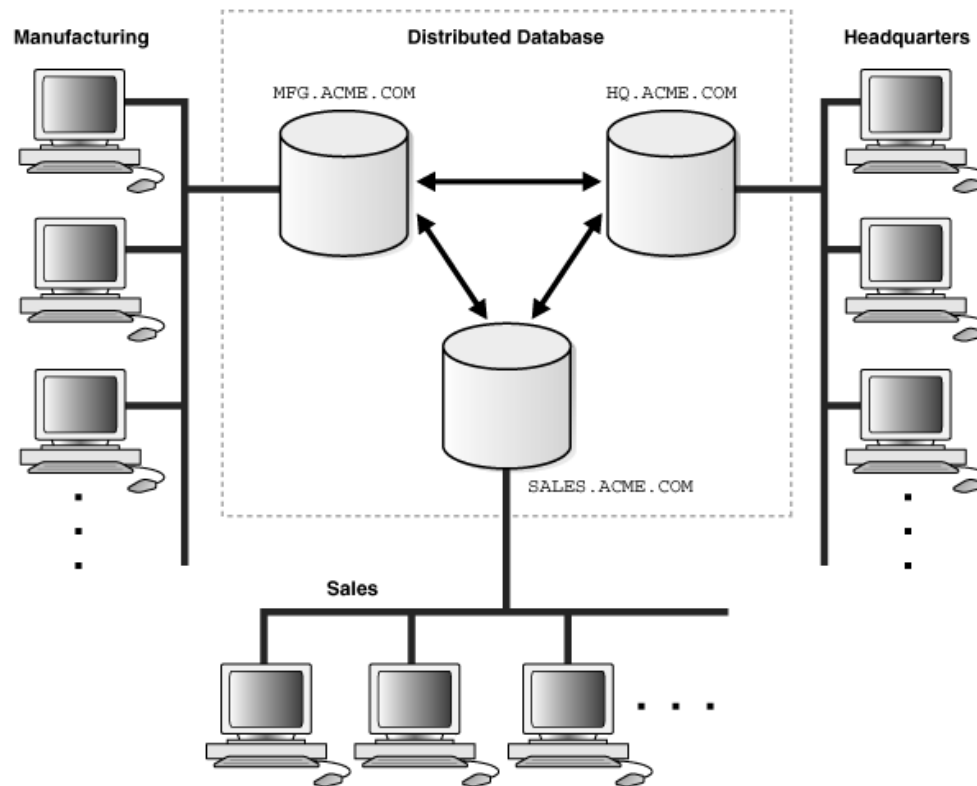 Manufacturing
Distributed Database
Headquarters
MFG.ACME.COM
HQ.ACME.COM
SALES.ACME.COM
Sales